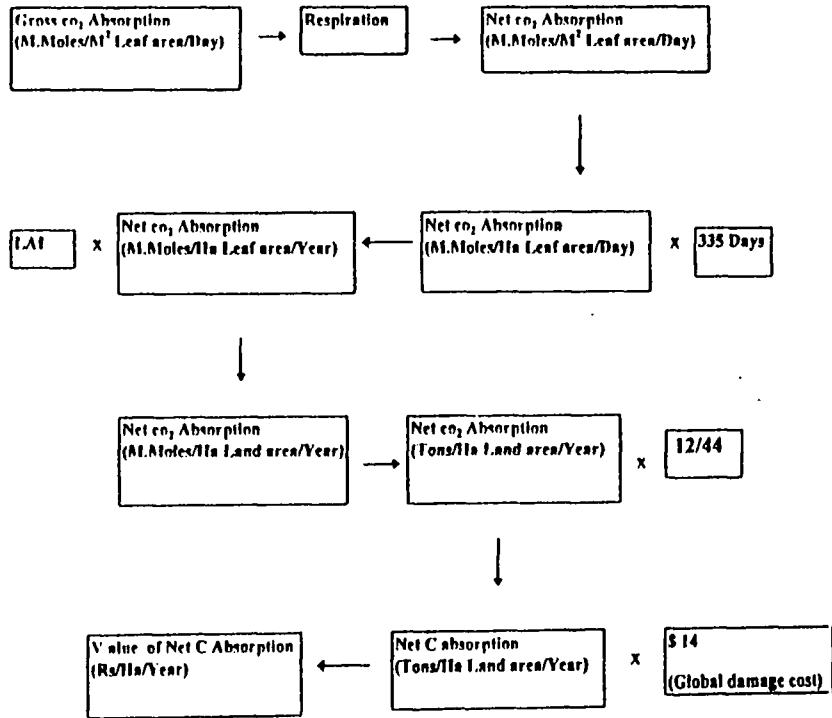 Gross co₂ Absorption
(M.Moles/M² Leaf area/Day)
Respiration
Net co₂ Absorption
(M.Moles/M² Leaf area/Day)
LAI
x
Net co₂ Absorption
(M.Moles/Ha Leaf area/Year)
Net co₂ Absorption
(M.Moles/Ha Leaf area/Day)
x
335 Days
Net co₂ Absorption
(M.Moles/Ha Land area/Year)
Net co₂ Absorption
(Tons/Ha Land area/Year)
x
12/44
Value of Net C Absorption
(Rs/Ha/Year)
Net C absorption
(Tons/Ha Land area/Year)
x
$ 14
(Global damage cost)